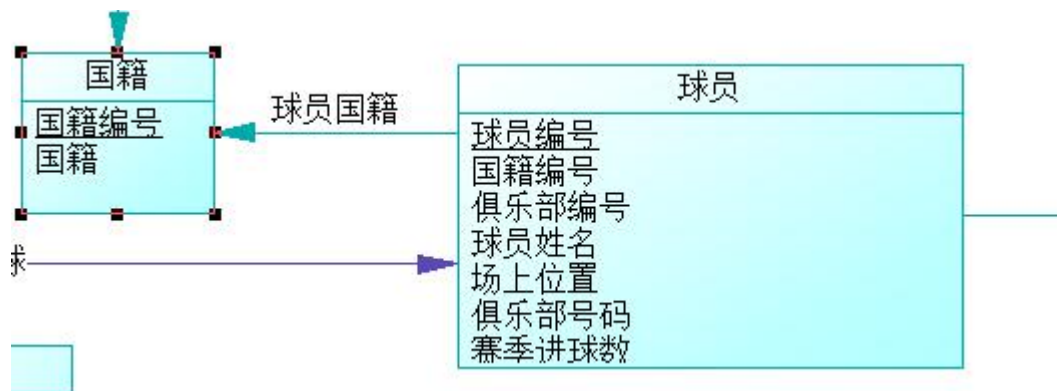 国籍
国籍编号
国籍
球员国籍
球员
球员编号
国籍编号
俱乐部编号
球员姓名
场上位置
俱乐部号码
赛季讲球数
球